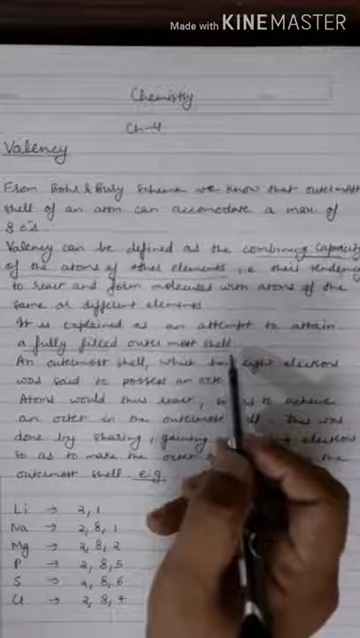 Made with KINEMASTER
Chemistry
Ch-4
Valency
From Bohr & Bury Scheme we know that outermost
shell of an atom can accomodate a max of
8 e⁻s.
Valency can be defined as the combining capacity
of the atoms of other elements, i.e their tendency
to react and form molecules with atoms of the
same or different elements
It is explained as an attempt to attain
a fully filled outer most shell.
An outermost shell, which had eight electrons
was said to possess an
Atoms would thus react, to achieve
an octet in the outermost This was
done by sharing, gaining electrons
so as to make the the
outermost shell. e.g
Li → 2, 1
Na → 2, 8, 1
Mg → 2, 8, 2
P → 2, 8, 5
S → 2, 8, 6
Cl → 2, 8, 7